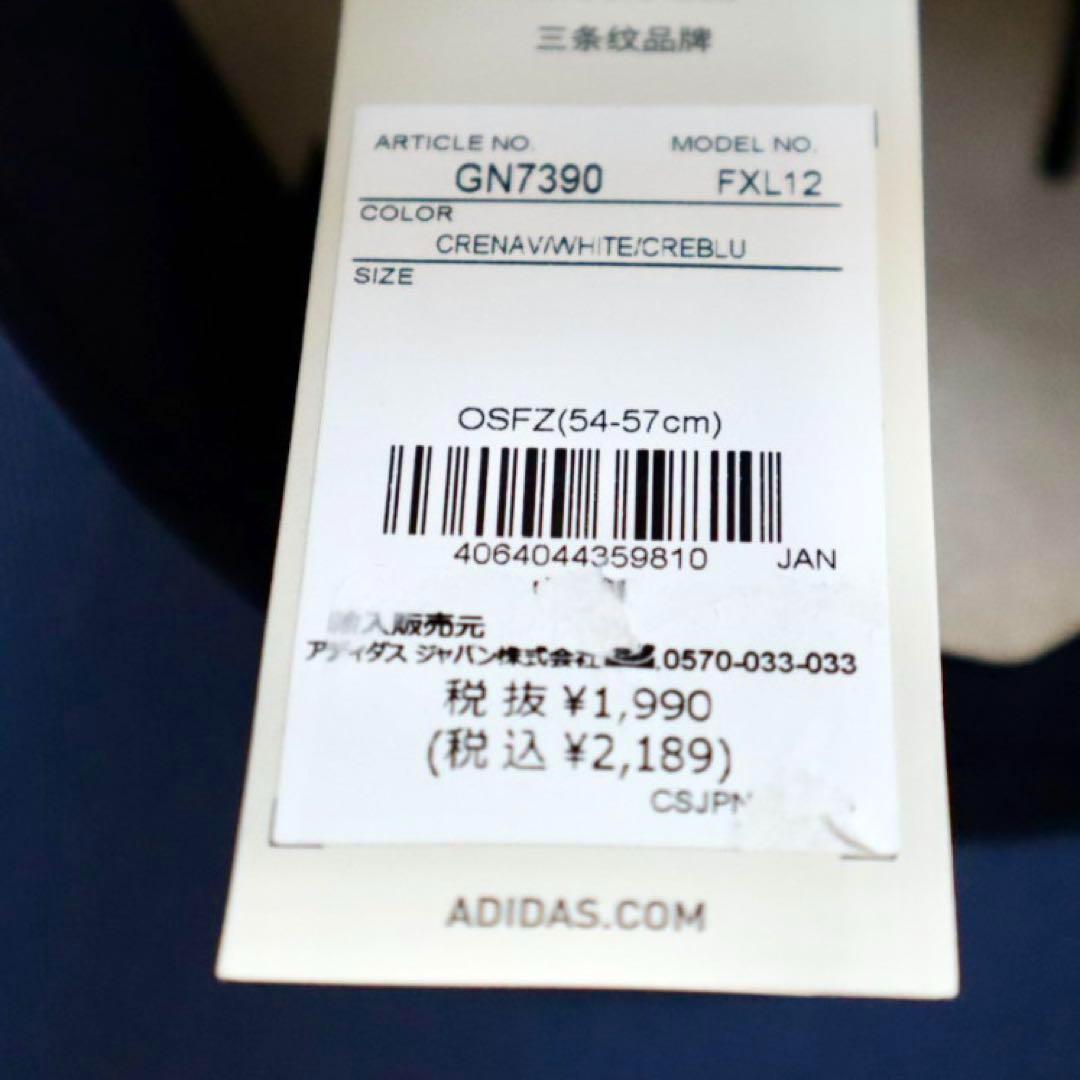 三条纹品牌
ARTICLE NO. MODEL NO.
GN7390 FXL12
COLOR
CRENAV/WHITE/CREBLU
SIZE
OSFZ(54-57cm)
4064044359810 JAN
輸入販売元
アディダス ジャパン株式会社 0570-033-033
税 抜 ¥1,990
(税 込 ¥2,189)
CSJPN
ADIDAS.COM